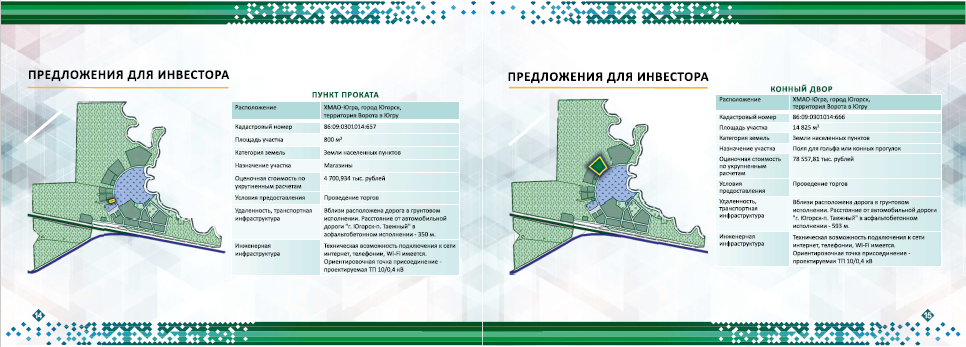 ПРЕДЛОЖЕНИЯ ДЛЯ ИНВЕСТОРА
ПУНКТ ПРОКАТА
Расположение ХМАО-Югра, город Югорск,
территория Ворота в Югру
Кадастровый номер 86:09:0301014:657
Площадь участка 800 м²
Категория земель Земли населенных пунктов
Назначение участка Магазины
Оценочная стоимость по укрупненным расчетам 4 700,934 тыс. рублей
Условия предоставления Проведение торгов
Удаленность, транспортная инфраструктура Вблизи расположена дорога в грунтовом
исполнении. Расстояние от автомобильной
дороги "г. Югорск-п. Таежный" в
асфальтобетонном исполнении - 350 м.
Инженерная инфраструктура Техническая возможность подключения к сети
интернет, телефонии, Wi-Fi имеется.
Ориентировочная точка присоединение -
проектируемая ТП 10/0,4 кВ
14
ПРЕДЛОЖЕНИЯ ДЛЯ ИНВЕСТОРА
КОННЫЙ ДВОР
Расположение ХМАО-Югра, город Югорск,
территория Ворота в Югру
Кадастровый номер 86:09:0301014:666
Площадь участка 14 825 м²
Категория земель Земли населенных пунктов
Назначение участка Поля для гольфа или конных прогулок
Оценочная стоимость по укрупненным расчетам 78 557,81 тыс. рублей
Условия предоставления Проведение торгов
Удаленность, транспортная инфраструктура Вблизи расположена дорога в грунтовом
исполнении. Расстояние от автомобильной дороги
"г. Югорск-п. Таежный" в асфальтобетонном
исполнении - 593 м.
Инженерная инфраструктура Техническая возможность подключения к сети
интернет, телефонии, Wi-Fi имеется.
Ориентировочная точка присоединение -
проектируемая ТП 10/0,4 кВ
15